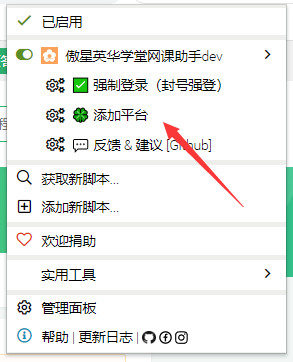 已启用
傲星英华学堂网课助手dev
强制登录（封号强登）
添加平台
反馈 & 建议 [Github]
获取新脚本...
添加新脚本...
欢迎捐助
实用工具
管理面板
帮助 | 更新日志 |